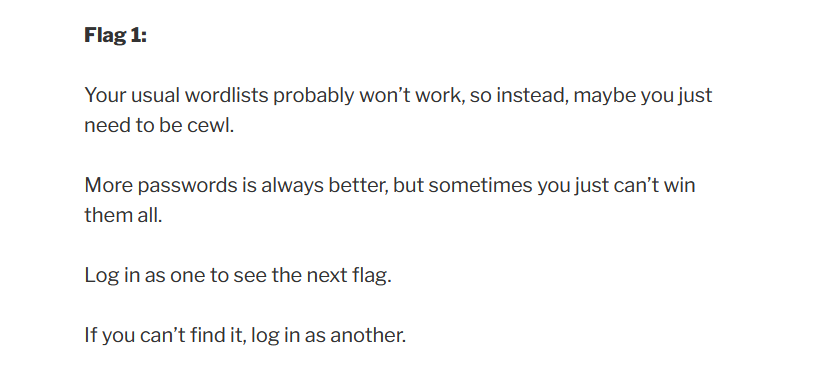 Flag 1:
Your usual wordlists probably won’t work, so instead, maybe you just
need to be cewl.
More passwords is always better, but sometimes you just can’t win
them all.
Log in as one to see the next flag.
If you can’t find it, log in as another.